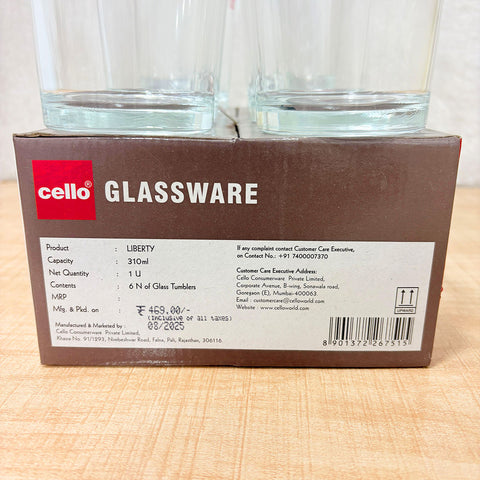 cello®
GLASSWARE
Product : LIBERTY
Capacity : 310ml
Net Quantity : 1 U
Contents : 6 N of Glass Tumblers
MRP :
Mfg. & Pkd. on : ₹ 469.00/-
(Inclusive of all taxes)
08/2025
Manufactured & Marketed by :
Cello Consumerware Private Limited,
Khasra No. 91/1293, Nimbeshwar Road, Falna, Pali, Rajasthan, 306116
If any complaint contact Customer Care Executive,
on Contact No.: +91 7400007370
Customer Care Executive Address:
Cello Consumerware Private Limited,
Corporate Avenue, B-wing, Sonawala road,
Goregaon (E), Mumbai-400063.
Email : customercare@celloworld.com
Website : www.celloworld.com
UPWARD
8 901372 267515